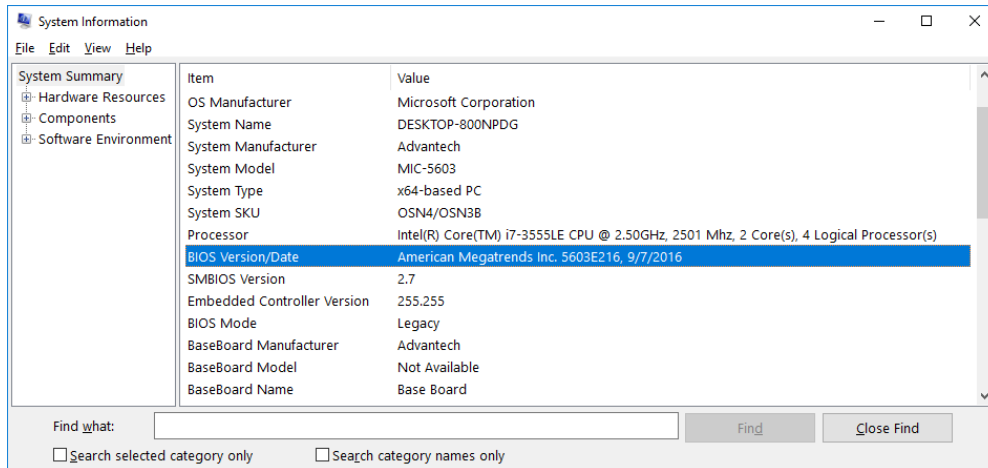 System Information
File Edit View Help
System Summary
Hardware Resources
Components
Software Environment
Item Value
OS Manufacturer Microsoft Corporation
System Name DESKTOP-800NPDG
System Manufacturer Advantech
System Model MIC-5603
System Type x64-based PC
System SKU OSN4/OSN3B
Processor Intel(R) Core(TM) i7-3555LE CPU @ 2.50GHz, 2501 Mhz, 2 Core(s), 4 Logical Processor(s)
BIOS Version/Date American Megatrends Inc. 5603E216, 9/7/2016
SMBIOS Version 2.7
Embedded Controller Version 255.255
BIOS Mode Legacy
BaseBoard Manufacturer Advantech
BaseBoard Model Not Available
BaseBoard Name Base Board
Find what: Find Close Find
Search selected category only Search category names only